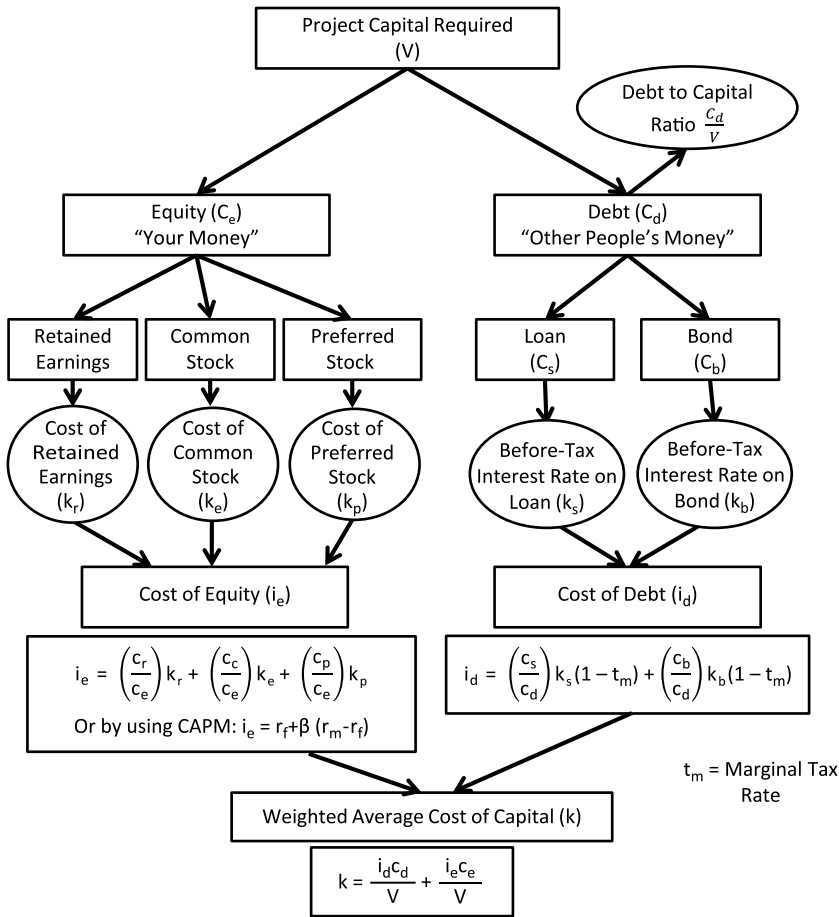 Project Capital Required
(V)
Debt to Capital
Ratio C_d/V
Equity (C_e)
“Your Money”
Debt (C_d)
“Other People’s Money”
Retained
Earnings
Common
Stock
Preferred
Stock
Loan
(C_s)
Bond
(C_b)
Cost of
Retained
Earnings
(k_r)
Cost of
Common
Stock
(k_e)
Cost of
Preferred
Stock
(k_p)
Before-Tax
Interest Rate on
Loan (k_s)
Before-Tax
Interest Rate on
Bond (k_b)
Cost of Equity (i_e)
Cost of Debt (i_d)
i_e = (c_r/c_e) k_r + (c_c/c_e) k_e + (c_p/c_e) k_p
Or by using CAPM: i_e = r_f+β (r_m-r_f)
i_d = (c_s/c_d) k_s(1 − t_m) + (c_b/c_d) k_b(1 − t_m)
t_m = Marginal Tax
Rate
Weighted Average Cost of Capital (k)
k = i_dc_d/V + i_ec_e/V